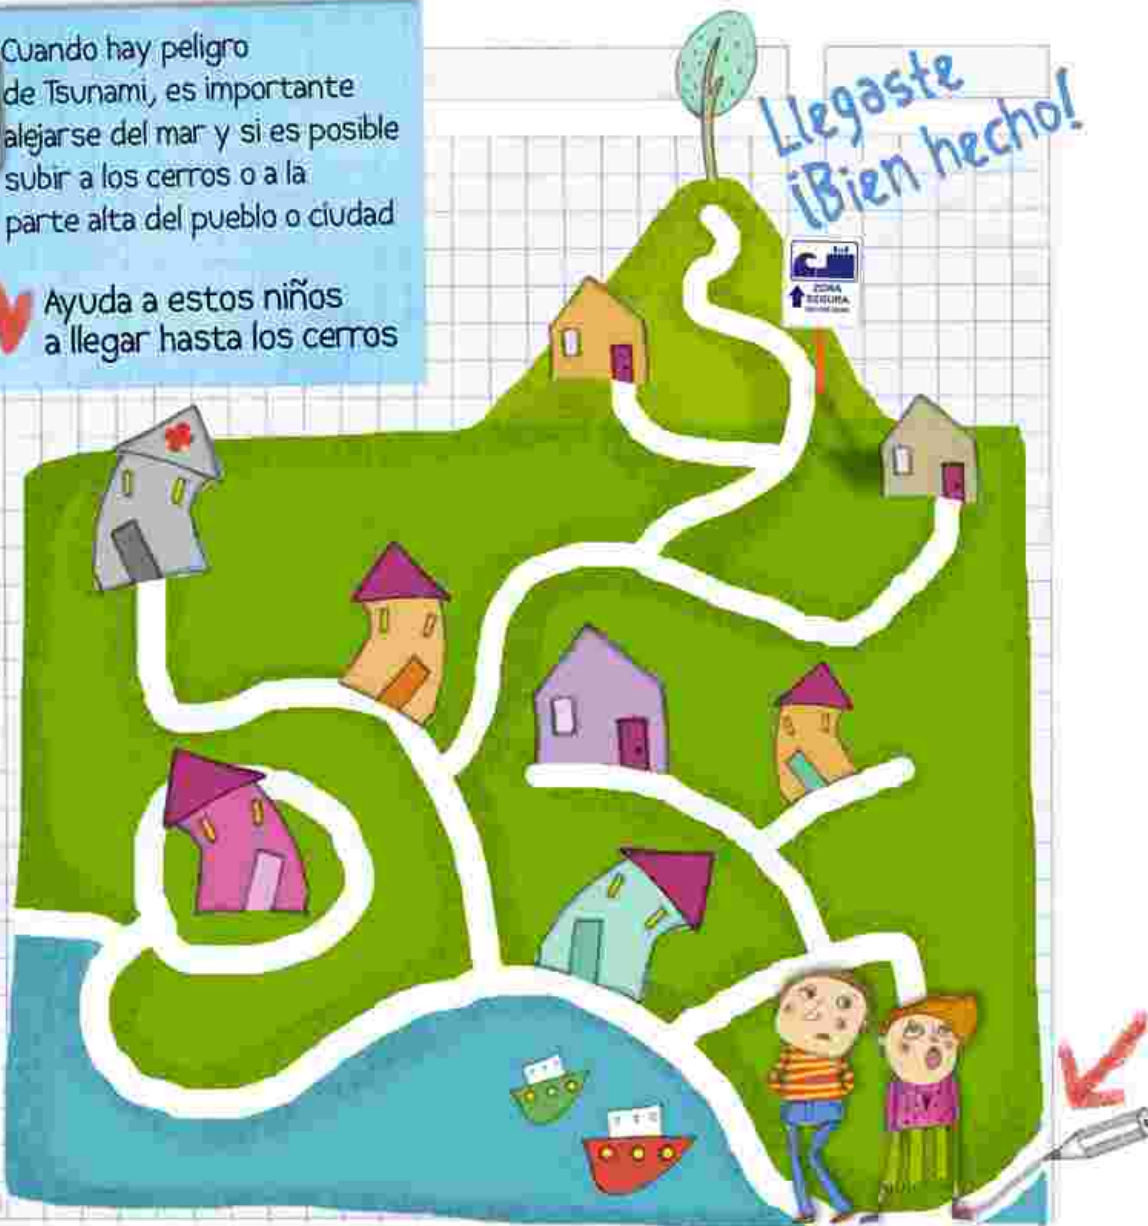 Cuando hay peligro
de Tsunami, es importante
alejarse del mar y si es posible
subir a los cerros o a la
parte alta del pueblo o ciudad
Ayuda a estos niños
a llegar hasta los cerros
Llegaste
¡Bien hecho!
ZONA
SEGURA